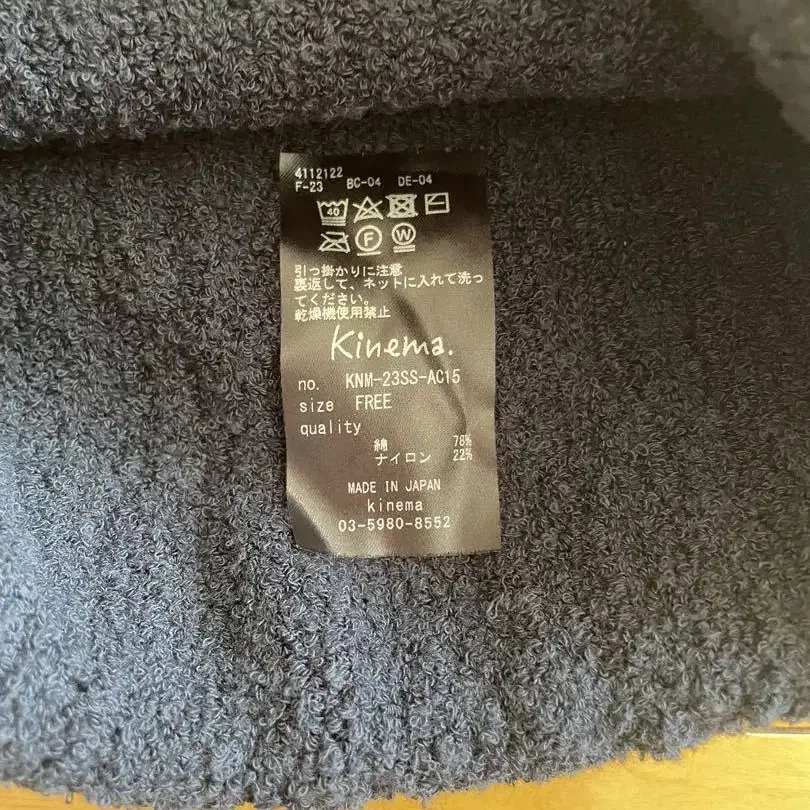 4112122
F-23 BC-04 DE-04
40
F W
引っ掛かりに注意
裏返して、ネットに入れて洗っ
てください。
乾燥機使用禁止
Kinema.
no. KNM-23SS-AC15
size FREE
quality
綿 78%
ナイロン 22%
MADE IN JAPAN
kinema
03-5980-8552